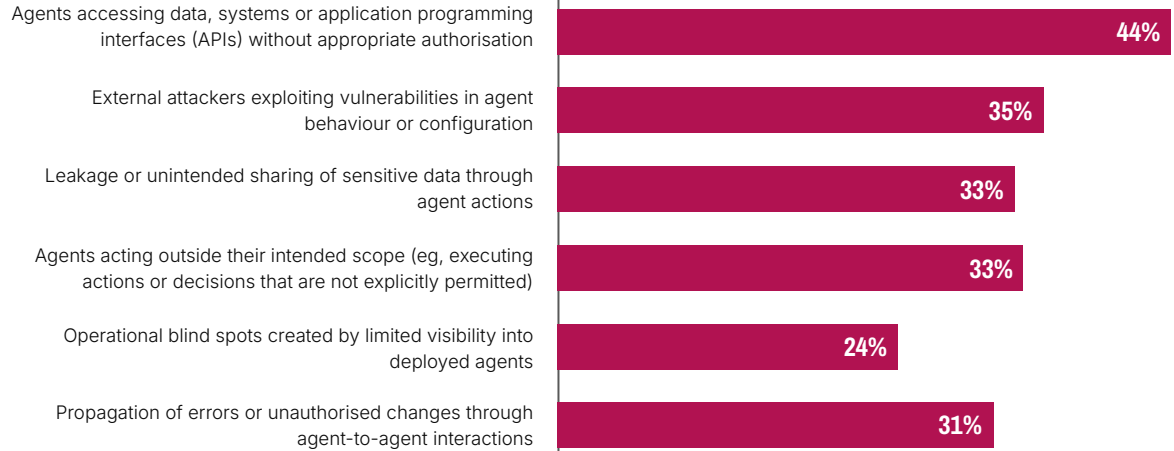 Agents accessing data, systems or application programming
interfaces (APIs) without appropriate authorisation
44%
External attackers exploiting vulnerabilities in agent
behaviour or configuration
35%
Leakage or unintended sharing of sensitive data through
agent actions
33%
Agents acting outside their intended scope (eg, executing
actions or decisions that are not explicitly permitted)
33%
Operational blind spots created by limited visibility into
deployed agents
24%
Propagation of errors or unauthorised changes through
agent-to-agent interactions
31%